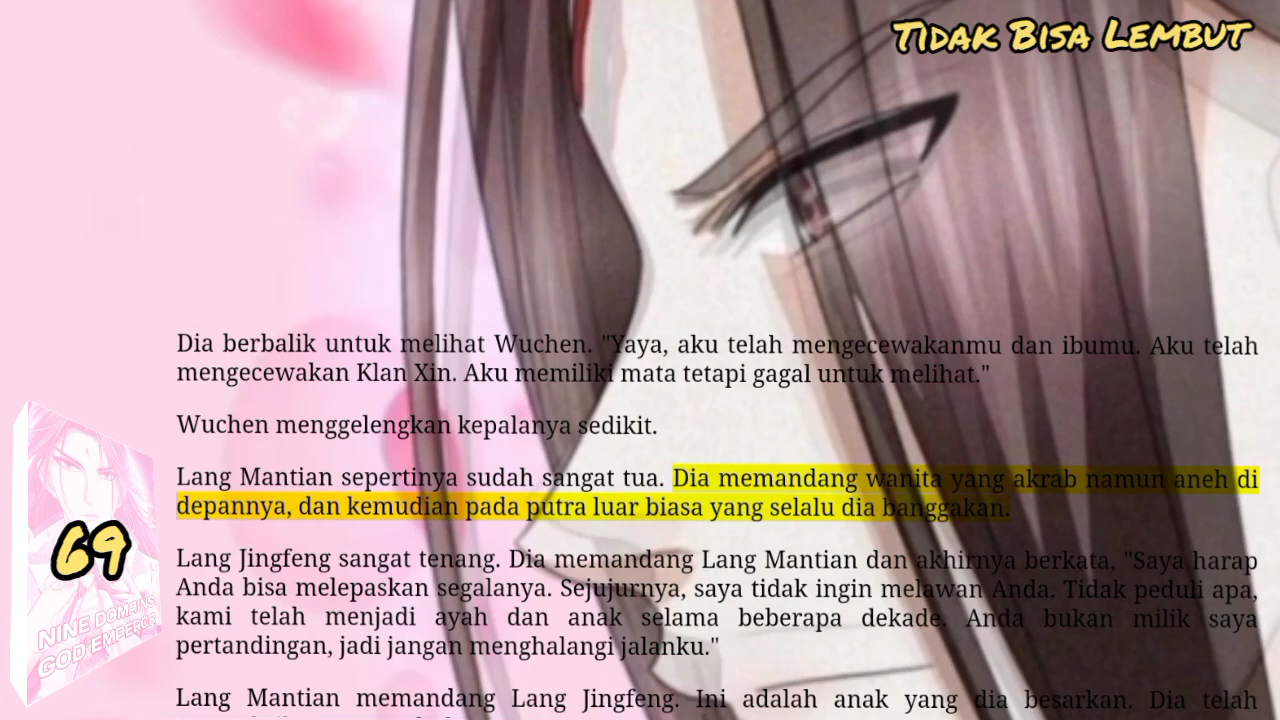 Tidak Bisa Lembut
Dia berbalik untuk melihat Wuchen. "Yaya, aku telah mengecewakanmu dan ibumu. Aku telah
mengecewakan Klan Xin. Aku memiliki mata tetapi gagal untuk melihat."
Wuchen menggelengkan kepalanya sedikit.
Lang Mantian sepertinya sudah sangat tua. Dia memandang wanita yang akrab namun aneh di
depannya, dan kemudian pada putra luar biasa yang selalu dia banggakan.
Lang Jingfeng sangat tenang. Dia memandang Lang Mantian dan akhirnya berkata, "Saya harap
Anda bisa melepaskan segalanya. Sejujurnya, saya tidak ingin melawan Anda. Tidak peduli apa,
kami telah menjadi ayah dan anak selama beberapa dekade. Anda bukan milik saya
pertandingan, jadi jangan menghalangi jalanku."
Lang Mantian memandang Lang Jingfeng. Ini adalah anak yang dia besarkan. Dia telah
69
NINE DOMAINS
GOD EMPEROR